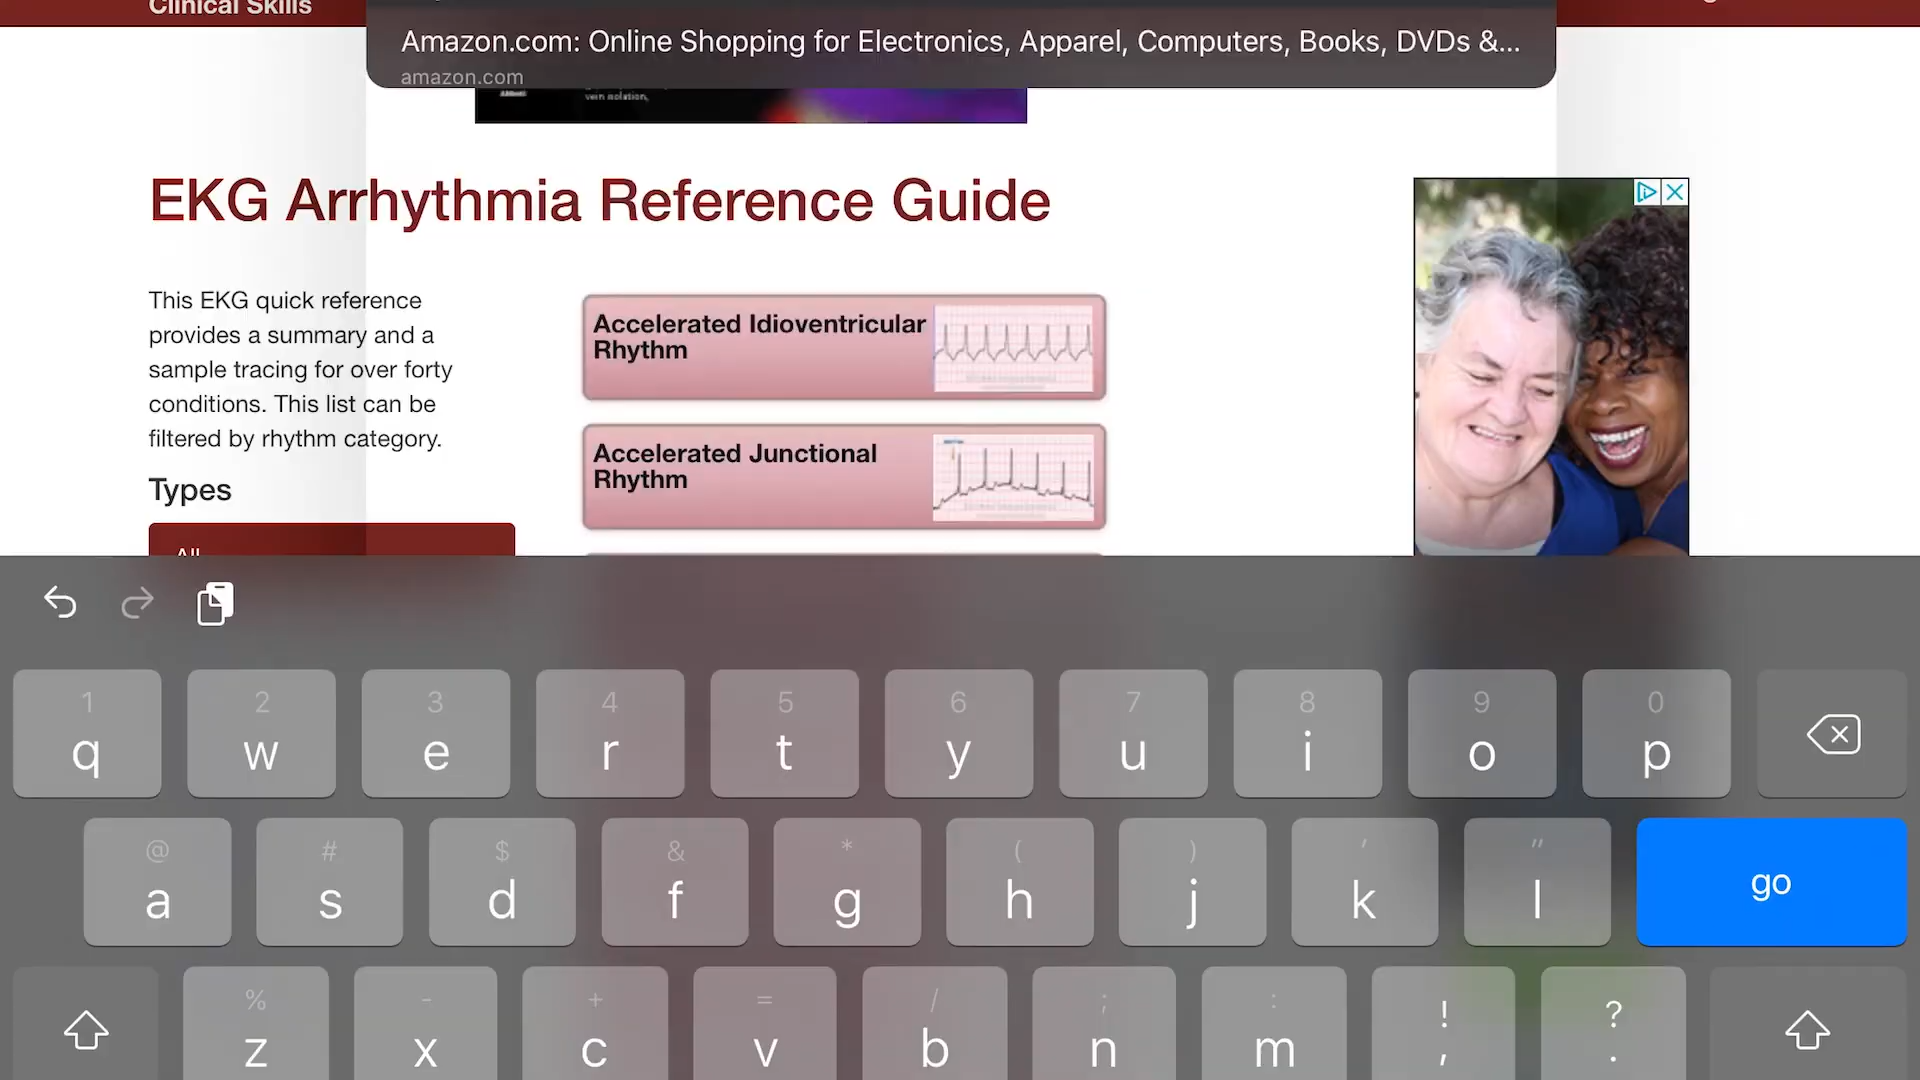 Clinical Skills
Amazon.com: Online Shopping for Electronics, Apparel, Computers, Books, DVDs &...
amazon.com
vein isolation,
EKG Arrhythmia Reference Guide
This EKG quick reference
provides a summary and a
sample tracing for over forty
conditions. This list can be
filtered by rhythm category.
Types
All
Accelerated Idioventricular
Rhythm
Accelerated Junctional
Rhythm
1 2 3 4 5 6 7 8 9 0
q w e r t y u i o p
@ # $ & * ( ) ' "
a s d f g h j k l go
% - + = / ; : ! ?
z x c v b n m , .